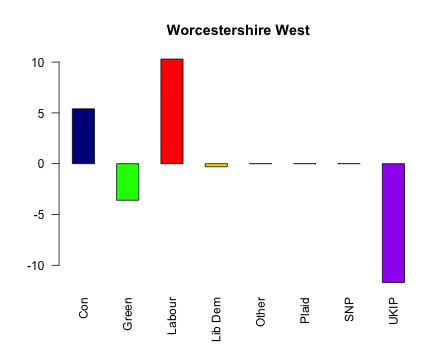 Worcestershire West
10
5
0
-5
-10
Con
Green
Labour
Lib Dem
Other
Plaid
SNP
UKIP